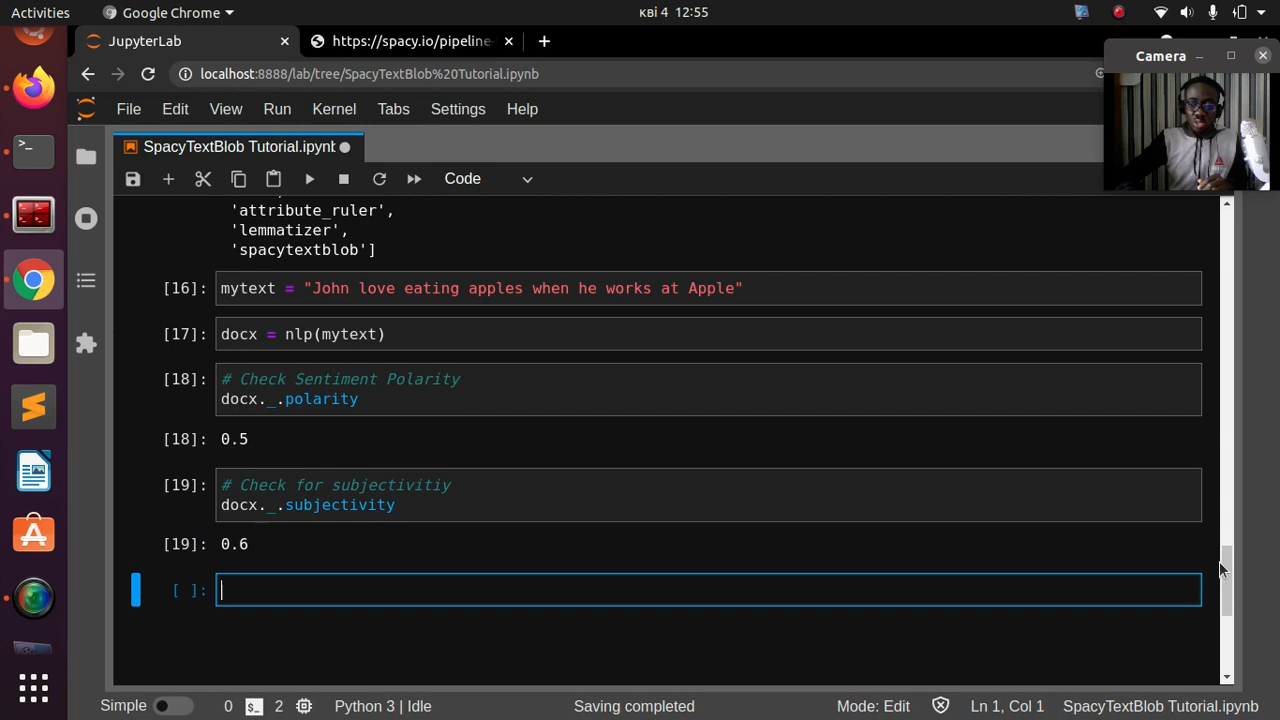 Activities
Google Chrome
кві 4 12:55
JupyterLab
https://spacy.io/pipeline-
localhost:8888/lab/tree/SpacyTextBlob%20Tutorial.ipynb
Camera
File Edit View Run Kernel Tabs Settings Help
SpacyTextBlob Tutorial.ipynb
Code
'attribute_ruler',
'lemmatizer',
'spacytextblob']
[16]: mytext = "John love eating apples when he works at Apple"
[17]: docx = nlp(mytext)
[18]: # Check Sentiment Polarity
docx._.polarity
[18]: 0.5
[19]: # Check for subjectivitiy
docx._.subjectivity
[19]: 0.6
[ ]:
Simple 0 $_ 2 Python 3 | Idle Saving completed Mode: Edit Ln 1, Col 1 SpacyTextBlob Tutorial.ipynb